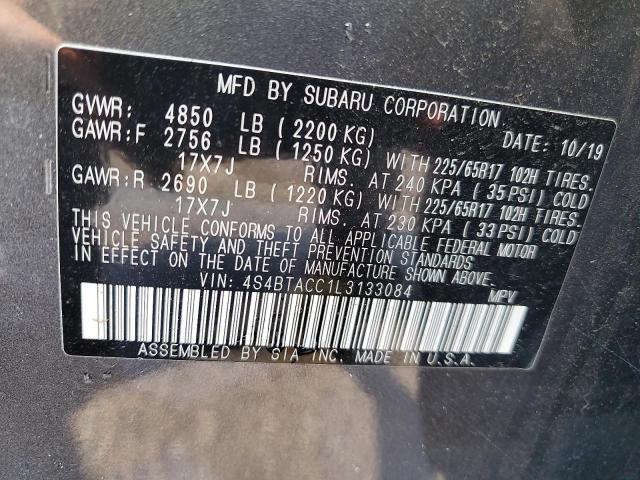 MFD BY SUBARU CORPORATION
GVWR: 4850 LB (2200 KG) DATE: 10/19
GAWR:F 2756 LB (1250 KG) WITH 225/65R17 102H TIRES.
17X7J RIMS. AT 240 KPA (35 PSI) COLD
GAWR:R 2690 LB (1220 KG) WITH 225/65R17 102H TIRES.
17X7J RIMS. AT 230 KPA (33 PSI) COLD
THIS VEHICLE CONFORMS TO ALL APPLICABLE FEDERAL MOTOR
VEHICLE SAFETY AND THEFT PREVENTION STANDARDS
IN EFFECT ON THE DATE OF MANUFACTURE SHOWN ABOVE.
VIN: 4S4BTACC1L3133084 MPV
ASSEMBLED BY SIA INC. MADE IN U.S.A.